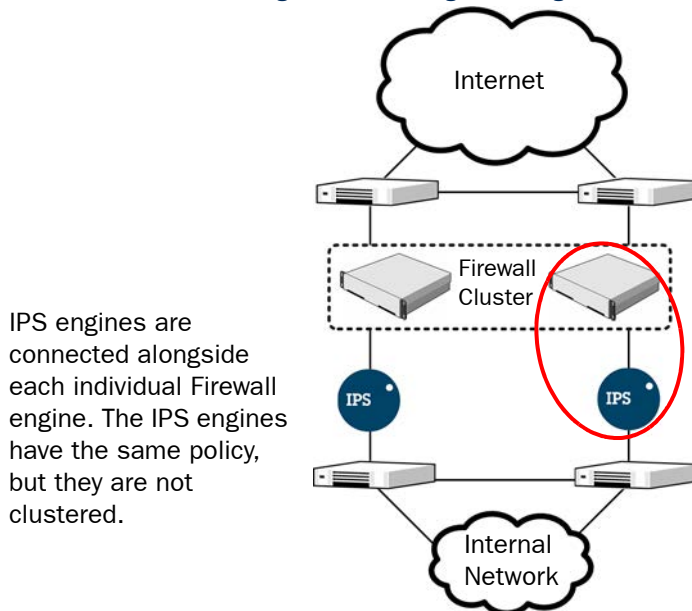 Internet
Firewall
Cluster
IPS engines are
connected alongside
each individual Firewall
engine. The IPS engines
have the same policy,
but they are not
clustered.
IPS
IPS
Internal
Network